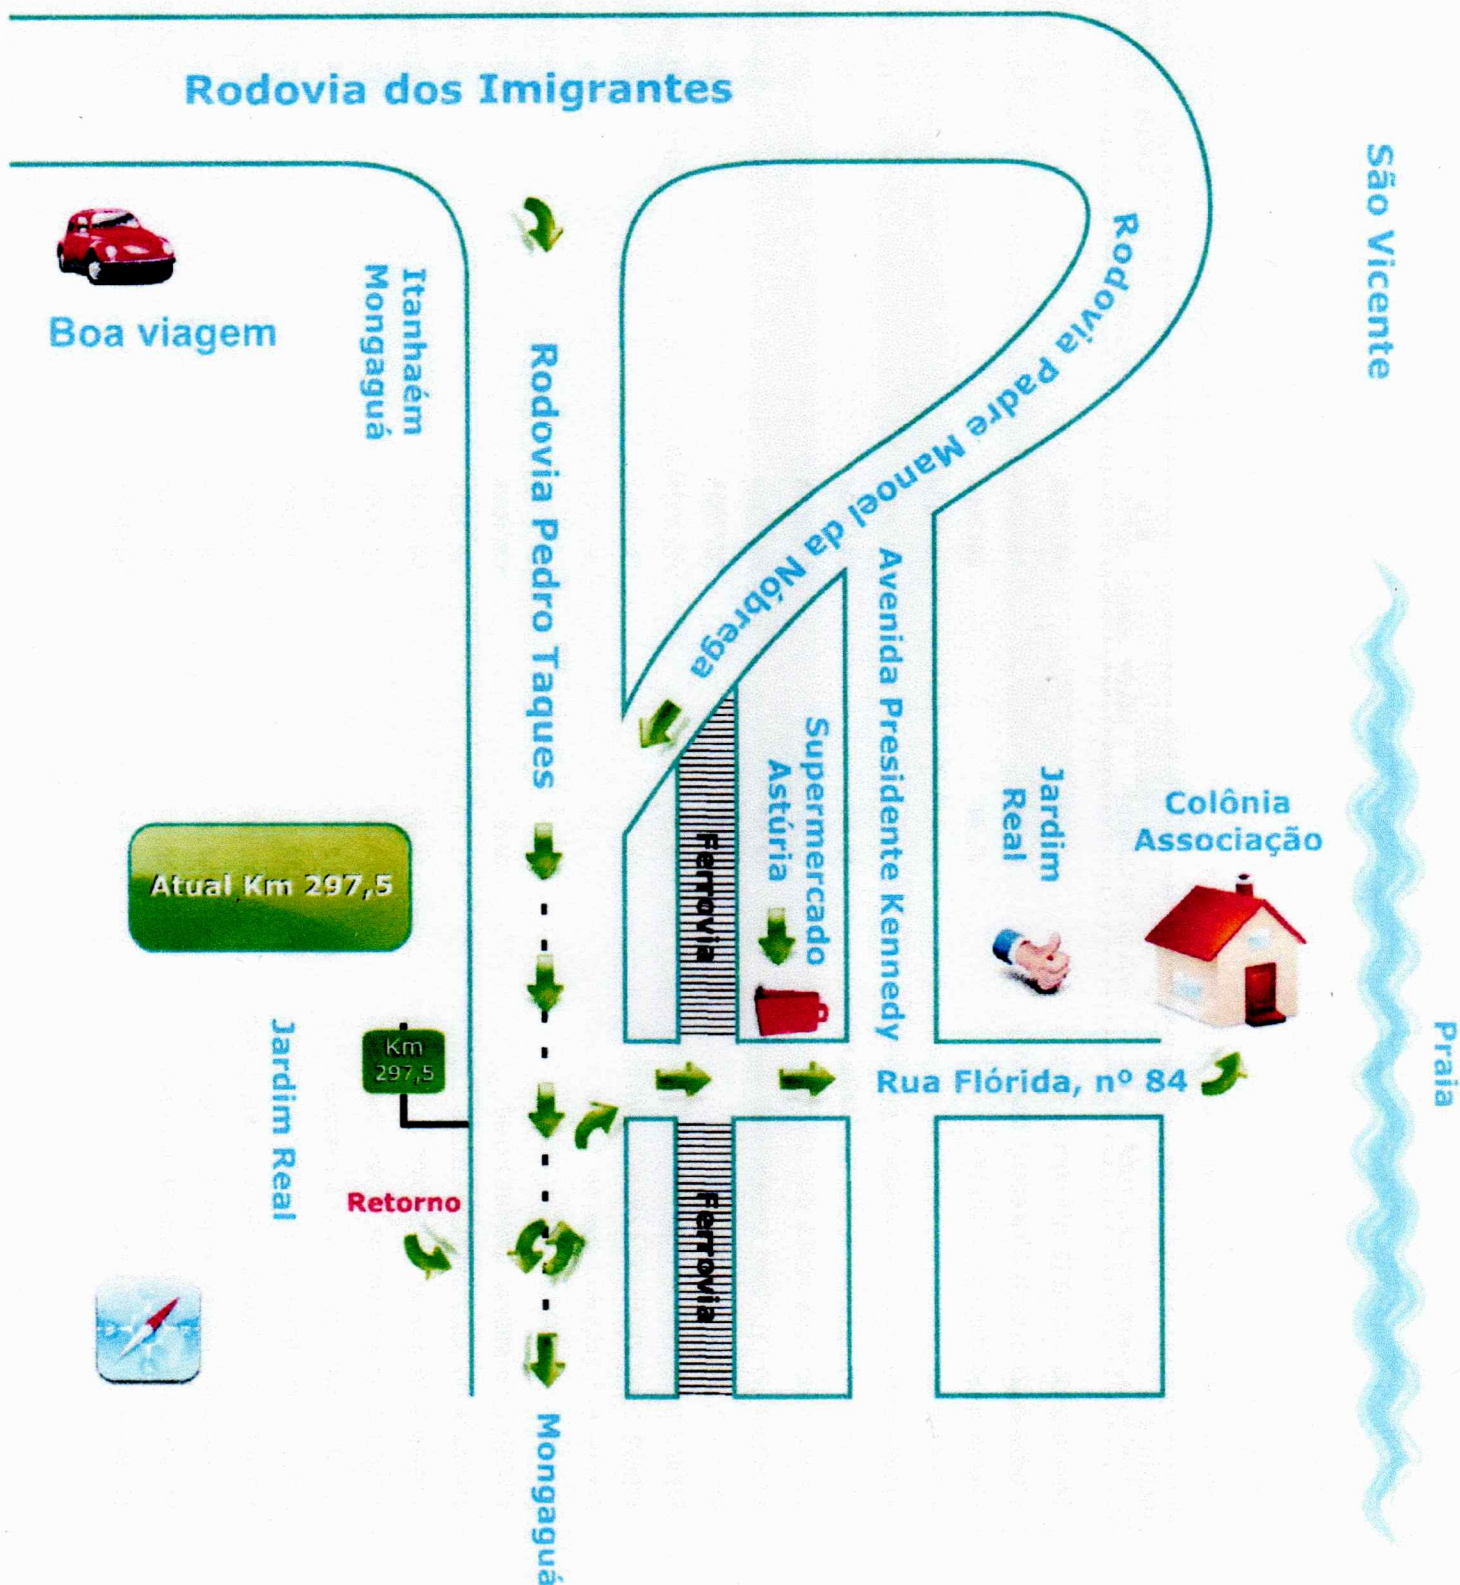 Rodovia dos Imigrantes
São Vicente
Rodovia Padre Manoel da Nóbrega
Boa viagem
Itanhaém
Mongaguá
Rodovia Pedro Taques
Avenida Presidente Kennedy
Supermercado
Astúria
Jardim
Real
Colônia
Associação
Ferrovia
Atual Km 297,5
Km
297,5
Jardim Real
Rua Flórida, nº 84
Praia
Retorno
Ferrovia
Mongaguá